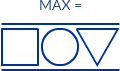 MAX =